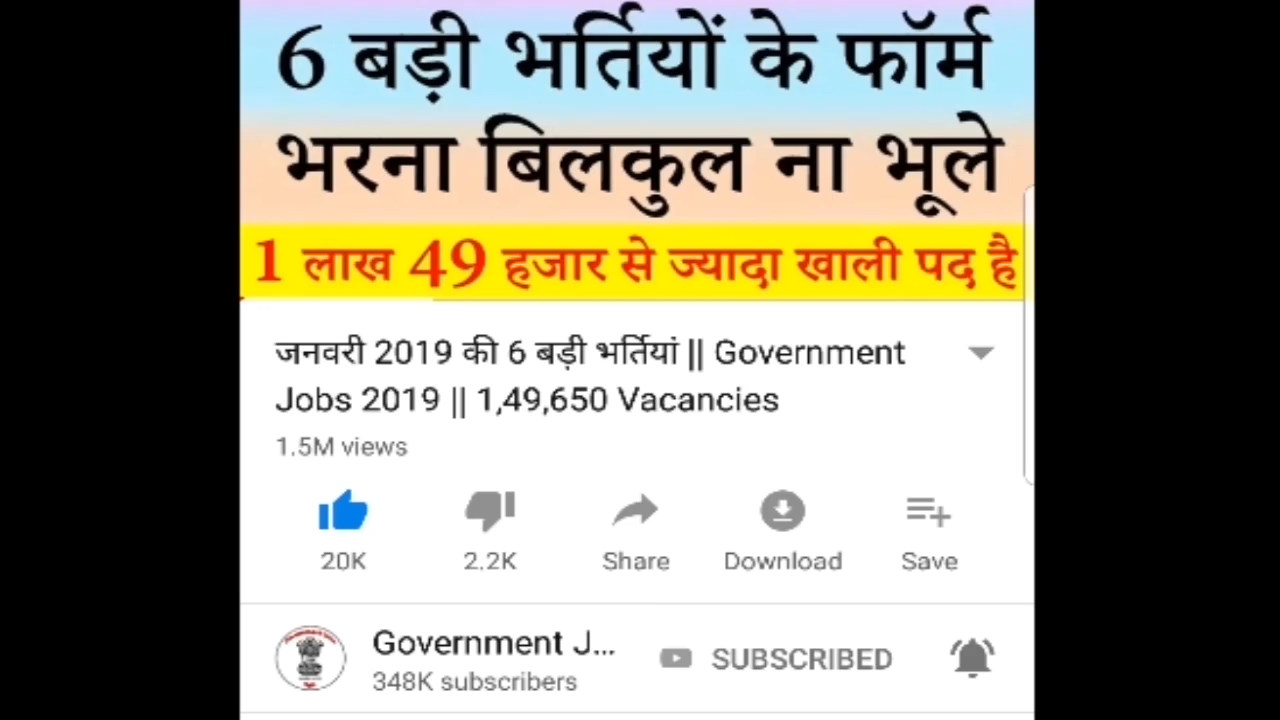 6 बड़ी भर्तियों के फॉर्म
भरना बिलकुल ना भूले
1 लाख 49 हजार से ज्यादा खाली पद है
जनवरी 2019 की 6 बड़ी भर्तियां || Government
Jobs 2019 || 1,49,650 Vacancies
1.5M views
20K 2.2K Share Download Save
Government J...
SUBSCRIBED
348K subscribers